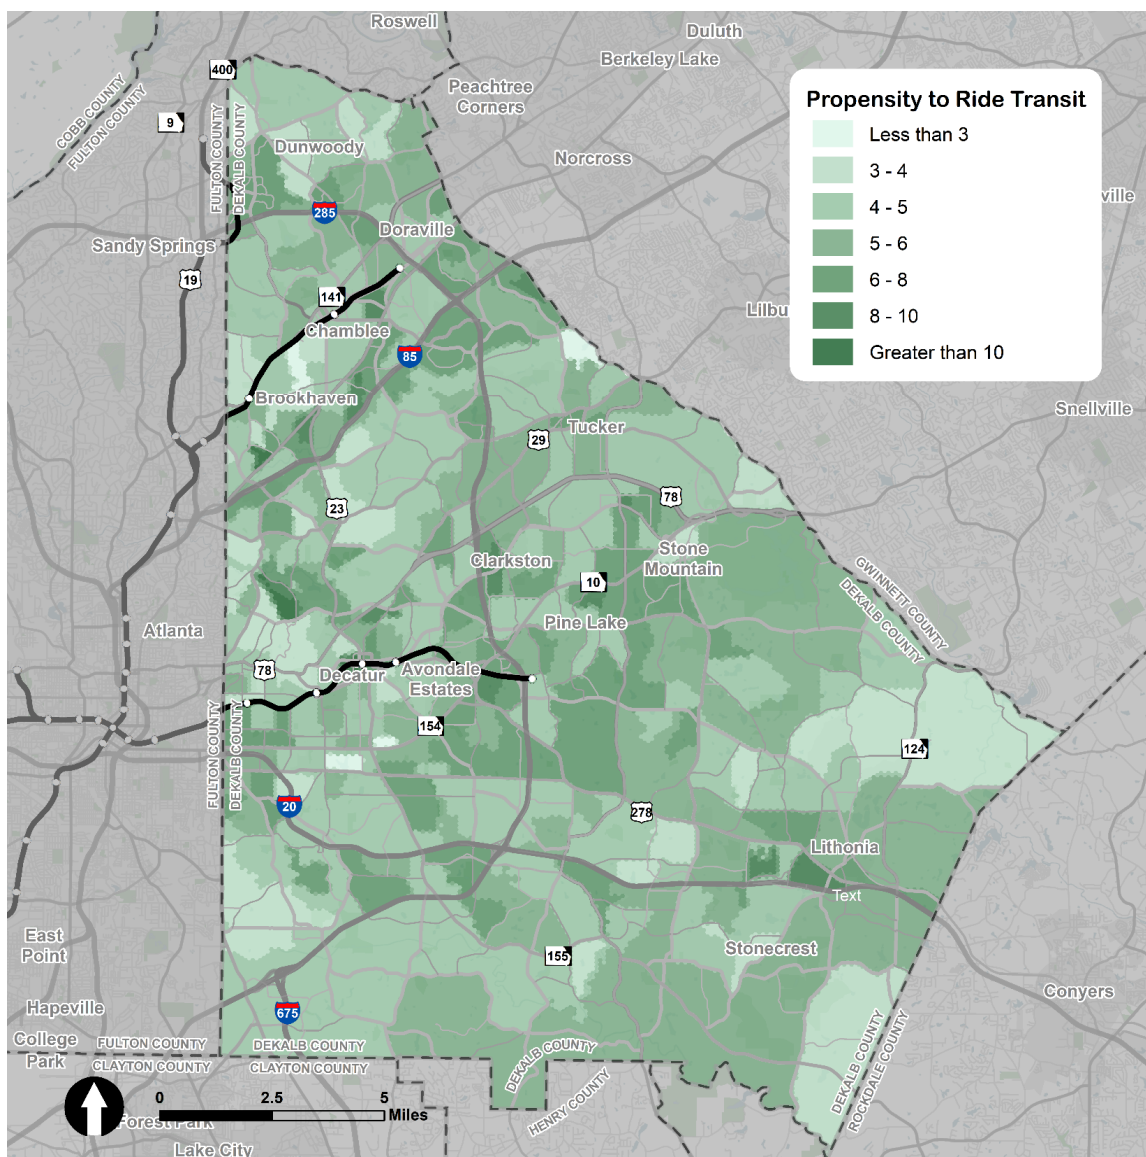 Roswell
Duluth
Berkeley Lake
400
Peachtree
Corners
COBB COUNTY
FULTON COUNTY
9
Propensity to Ride Transit
Less than 3
3 - 4
4 - 5
5 - 6
6 - 8
8 - 10
Greater than 10
Dunwoody
Norcross
FULTON COUNTY
DEKALB COUNTY
ville
285
Doraville
Sandy Springs
19
141
Chamblee
Lilbu
85
Brookhaven
Snellville
Tucker
29
78
23
Clarkston
Stone
Mountain
10
GWINNETT COUNTY
DEKALB COUNTY
Atlanta
Pine Lake
78
Decatur
Avondale
Estates
154
124
FULTON COUNTY
DEKALB COUNTY
20
278
Lithonia
Text
East
Point
155
Stonecrest
Hapeville
675
Conyers
College
Park
FULTON COUNTY
CLAYTON COUNTY
DEKALB COUNTY
CLAYTON COUNTY
DEKALB COUNTY
HENRY COUNTY
DEKALB COUNTY
ROCKDALE COUNTY
0
2.5
5
Miles
Forest Park
Lake City